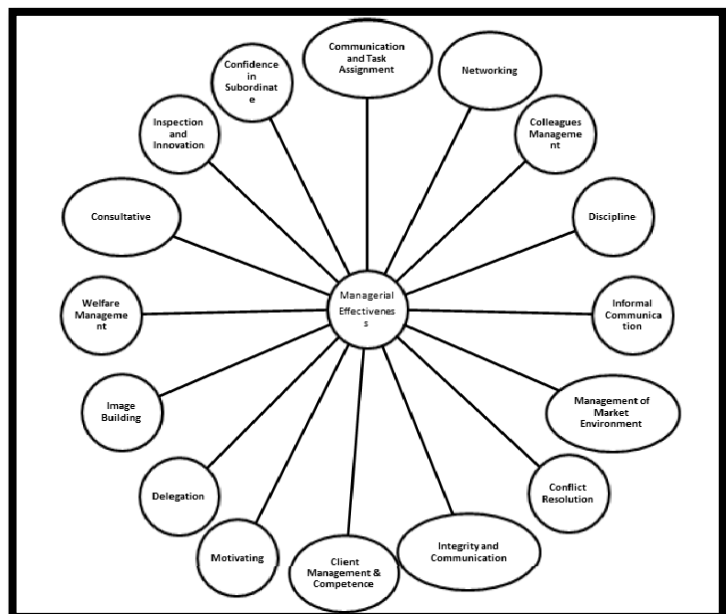 Communication
and Task
Assignment
Networking
Colleagues
Manageme
nt
Discipline
Informal
Communica
tion
Management of
Market
Environment
Conflict
Resolution
Integrity and
Communication
Client
Management &
Competence
Motivating
Delegation
Image
Building
Welfare
Manageme
nt
Consultative
Inspection
and
Innovation
Confidence
in
Subordinat
e
Managerial
Effectivenes
s